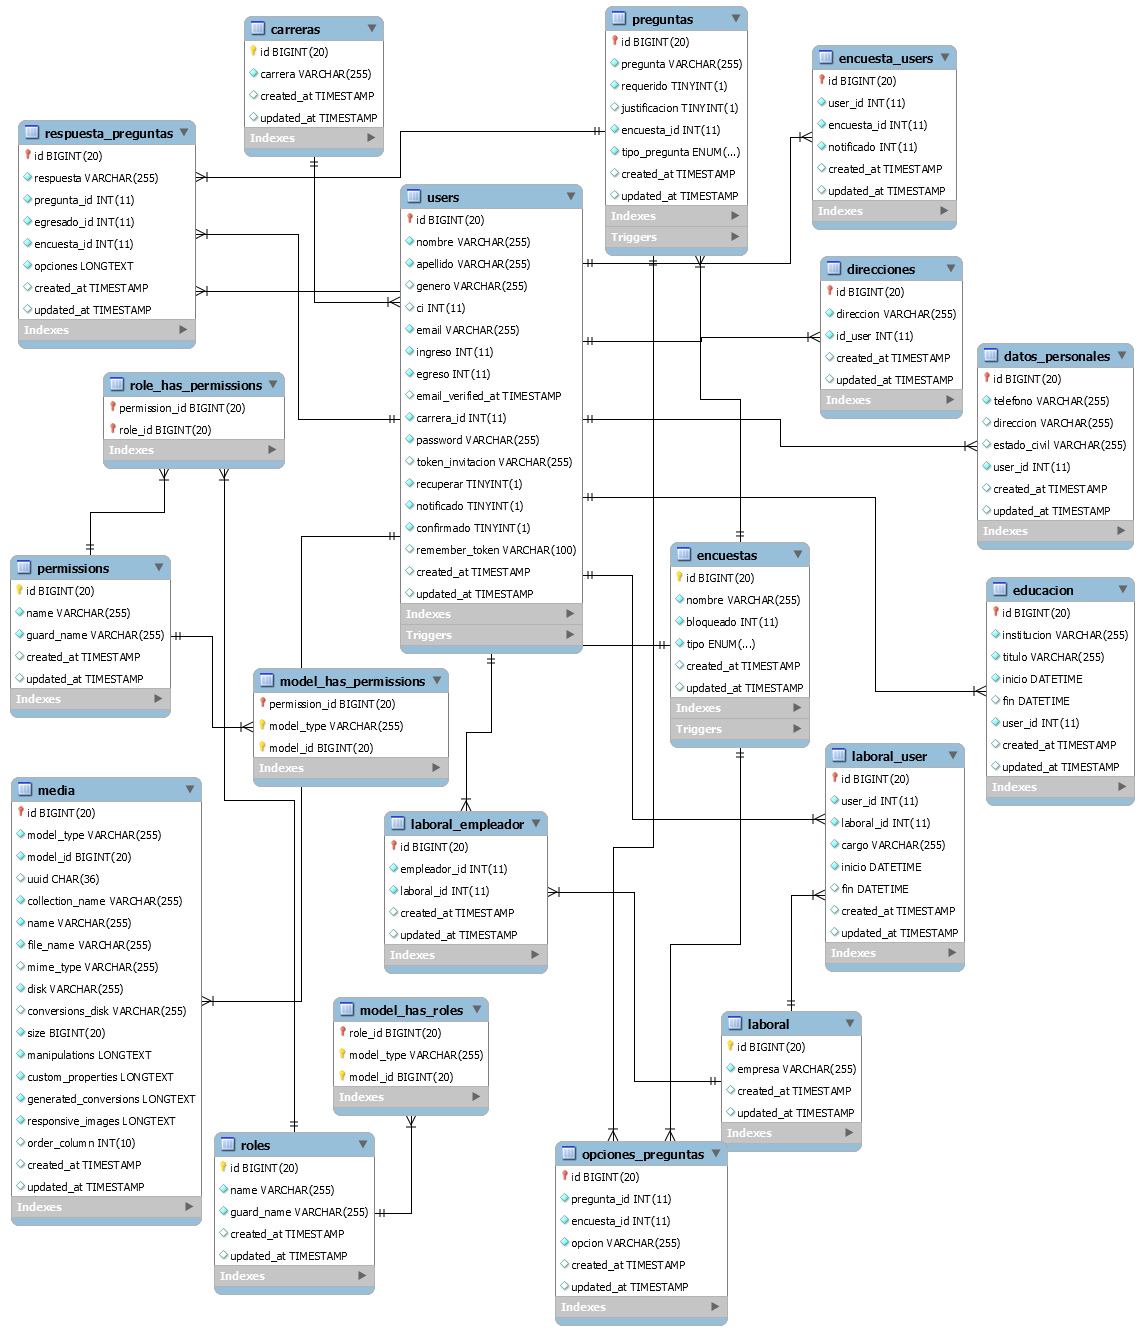 carreras
id BIGINT(20)
carrera VARCHAR(255)
created_at TIMESTAMP
updated_at TIMESTAMP
Indexes
preguntas
id BIGINT(20)
pregunta VARCHAR(255)
requerido TINYINT(1)
justificacion TINYINT(1)
encuesta_id INT(11)
tipo_pregunta ENUM(...)
created_at TIMESTAMP
updated_at TIMESTAMP
Indexes
Triggers
encuesta_users
id BIGINT(20)
user_id INT(11)
encuesta_id INT(11)
notificado INT(11)
created_at TIMESTAMP
updated_at TIMESTAMP
Indexes
respuesta_preguntas
id BIGINT(20)
respuesta VARCHAR(255)
pregunta_id INT(11)
egresado_id INT(11)
encuesta_id INT(11)
opciones LONGTEXT
created_at TIMESTAMP
updated_at TIMESTAMP
Indexes
users
id BIGINT(20)
nombre VARCHAR(255)
apellido VARCHAR(255)
genero VARCHAR(255)
ci INT(11)
email VARCHAR(255)
ingreso INT(11)
egreso INT(11)
email_verified_at TIMESTAMP
carrera_id INT(11)
password VARCHAR(255)
token_invitacion VARCHAR(255)
recuperar TINYINT(1)
notificado TINYINT(1)
confirmado TINYINT(1)
remember_token VARCHAR(100)
created_at TIMESTAMP
updated_at TIMESTAMP
Indexes
Triggers
direcciones
id BIGINT(20)
direccion VARCHAR(255)
id_user INT(11)
created_at TIMESTAMP
updated_at TIMESTAMP
Indexes
datos_personales
id BIGINT(20)
telefono VARCHAR(255)
direccion VARCHAR(255)
estado_civil VARCHAR(255)
user_id INT(11)
created_at TIMESTAMP
updated_at TIMESTAMP
Indexes
role_has_permissions
permission_id BIGINT(20)
role_id BIGINT(20)
Indexes
permissions
id BIGINT(20)
name VARCHAR(255)
guard_name VARCHAR(255)
created_at TIMESTAMP
updated_at TIMESTAMP
Indexes
encuestas
id BIGINT(20)
nombre VARCHAR(255)
bloqueado INT(11)
tipo ENUM(...)
created_at TIMESTAMP
updated_at TIMESTAMP
Indexes
Triggers
educacion
id BIGINT(20)
institucion VARCHAR(255)
titulo VARCHAR(255)
inicio DATETIME
fin DATETIME
user_id INT(11)
created_at TIMESTAMP
updated_at TIMESTAMP
Indexes
model_has_permissions
permission_id BIGINT(20)
model_type VARCHAR(255)
model_id BIGINT(20)
Indexes
laboral_user
id BIGINT(20)
user_id INT(11)
laboral_id INT(11)
cargo VARCHAR(255)
inicio DATETIME
fin DATETIME
created_at TIMESTAMP
updated_at TIMESTAMP
Indexes
media
id BIGINT(20)
model_type VARCHAR(255)
model_id BIGINT(20)
uuid CHAR(36)
collection_name VARCHAR(255)
name VARCHAR(255)
file_name VARCHAR(255)
mime_type VARCHAR(255)
disk VARCHAR(255)
conversions_disk VARCHAR(255)
size BIGINT(20)
manipulations LONGTEXT
custom_properties LONGTEXT
generated_conversions LONGTEXT
responsive_images LONGTEXT
order_column INT(10)
created_at TIMESTAMP
updated_at TIMESTAMP
Indexes
laboral_empleador
id BIGINT(20)
empleador_id INT(11)
laboral_id INT(11)
created_at TIMESTAMP
updated_at TIMESTAMP
Indexes
model_has_roles
role_id BIGINT(20)
model_type VARCHAR(255)
model_id BIGINT(20)
Indexes
laboral
id BIGINT(20)
empresa VARCHAR(255)
created_at TIMESTAMP
updated_at TIMESTAMP
Indexes
roles
id BIGINT(20)
name VARCHAR(255)
guard_name VARCHAR(255)
created_at TIMESTAMP
updated_at TIMESTAMP
Indexes
opciones_preguntas
id BIGINT(20)
pregunta_id INT(11)
encuesta_id INT(11)
opcion VARCHAR(255)
created_at TIMESTAMP
updated_at TIMESTAMP
Indexes